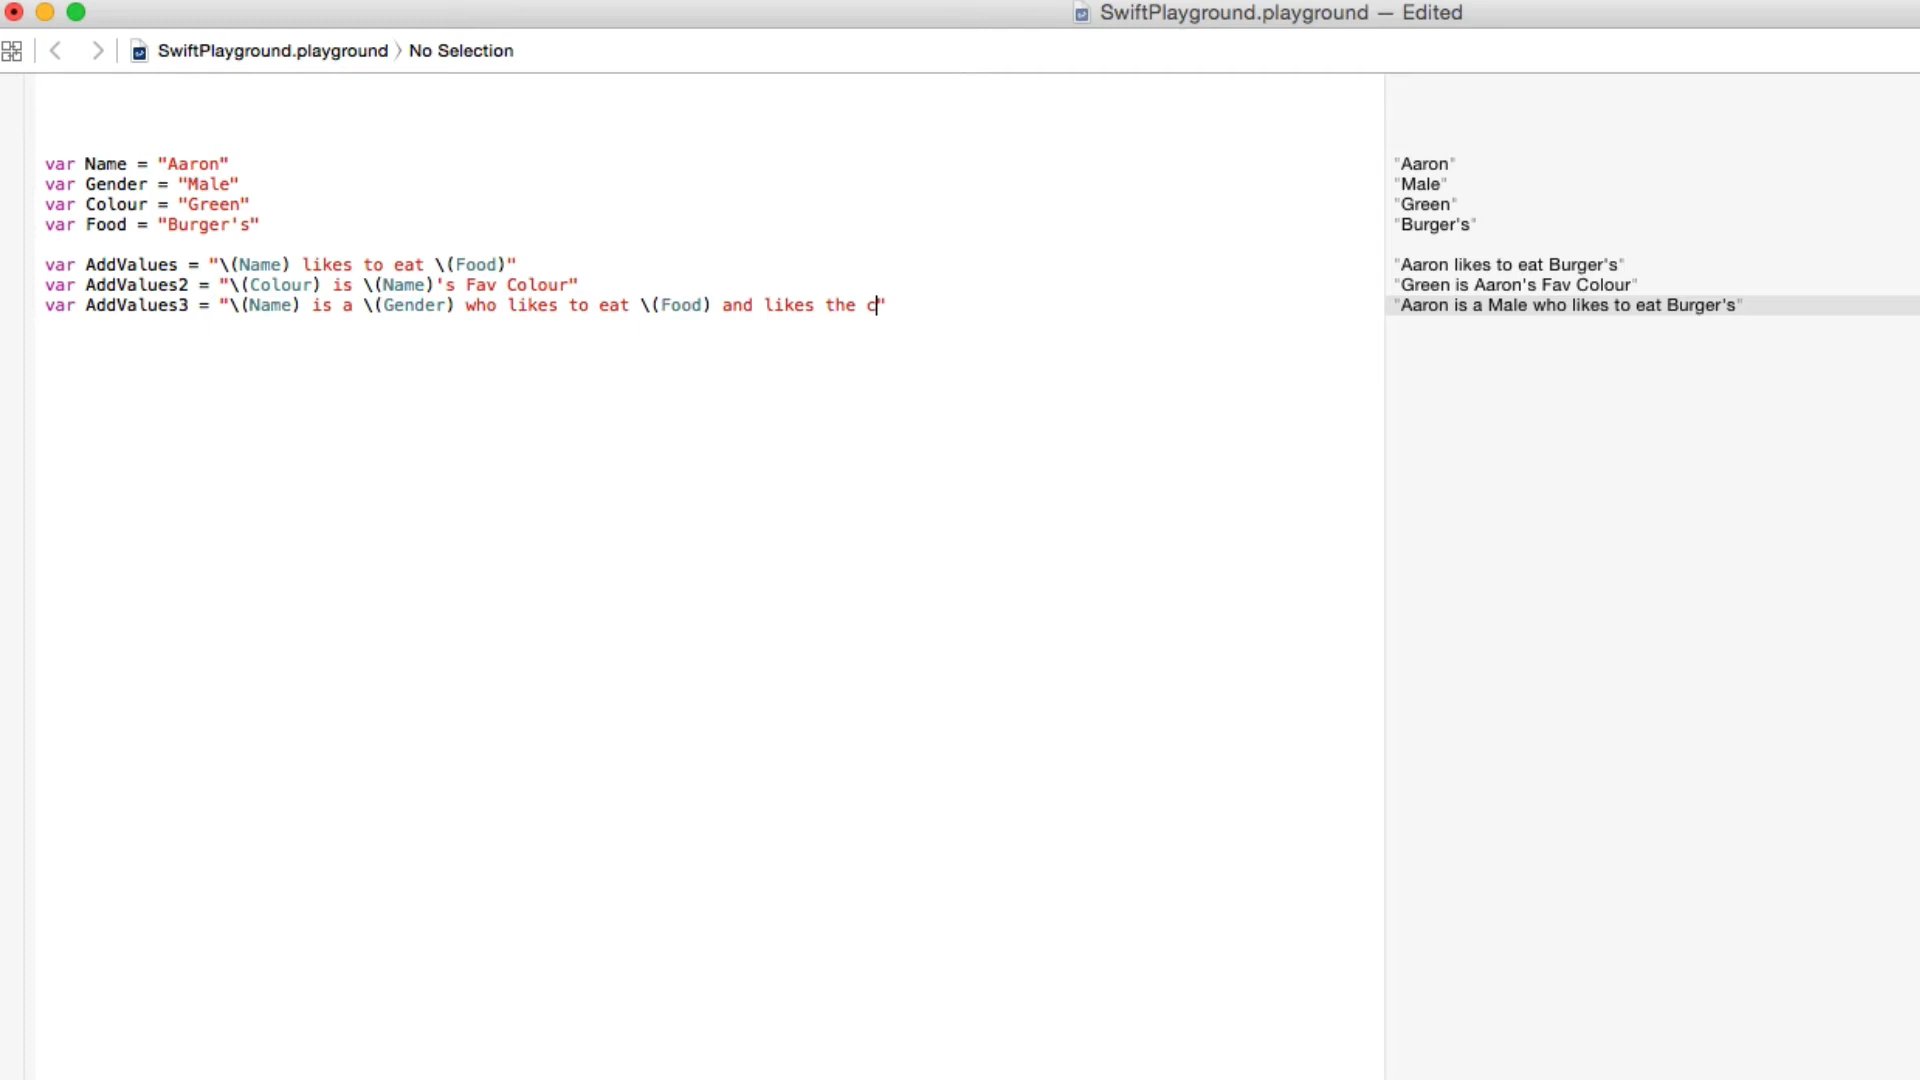 SwiftPlayground.playground — Edited
SwiftPlayground.playground 〉 No Selection
var Name = "Aaron"
"Aaron"
var Gender = "Male"
"Male"
var Colour = "Green"
"Green"
var Food = "Burger's"
"Burger's"
var AddValues = "\(Name) likes to eat \(Food)"
"Aaron likes to eat Burger's"
var AddValues2 = "\(Colour) is \(Name)'s Fav Colour"
"Green is Aaron's Fav Colour"
var AddValues3 = "\(Name) is a \(Gender) who likes to eat \(Food) and likes the c"
"Aaron is a Male who likes to eat Burger's"